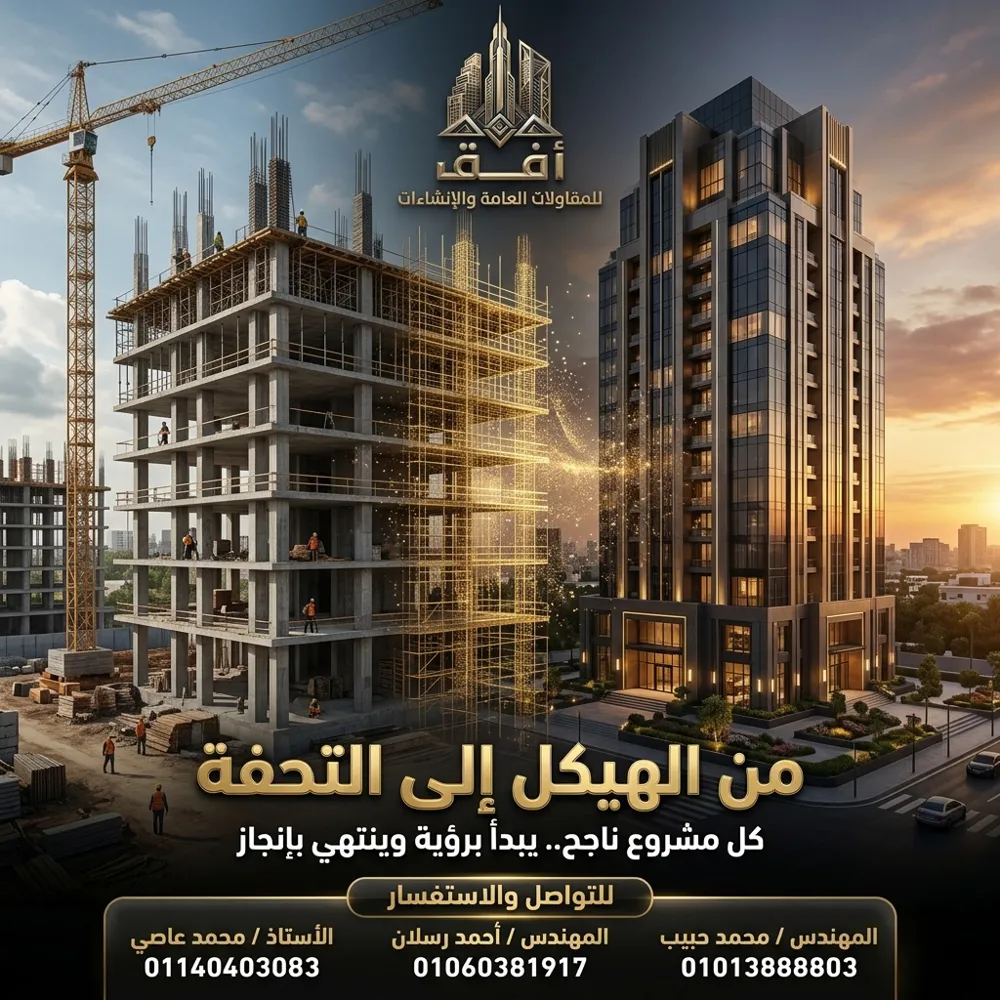 أفق
للمقاولات العامة والإنشاءات
من الهيكل إلى التحفة
كل مشروع ناجح.. يبدأ برؤية وينتهي بإنجاز
للتواصل والاستفسار
المهندس / محمد حبيب
01013888803
المهندس / أحمد رسلان
01060381917
الأستاذ / محمد عاصي
01140403083